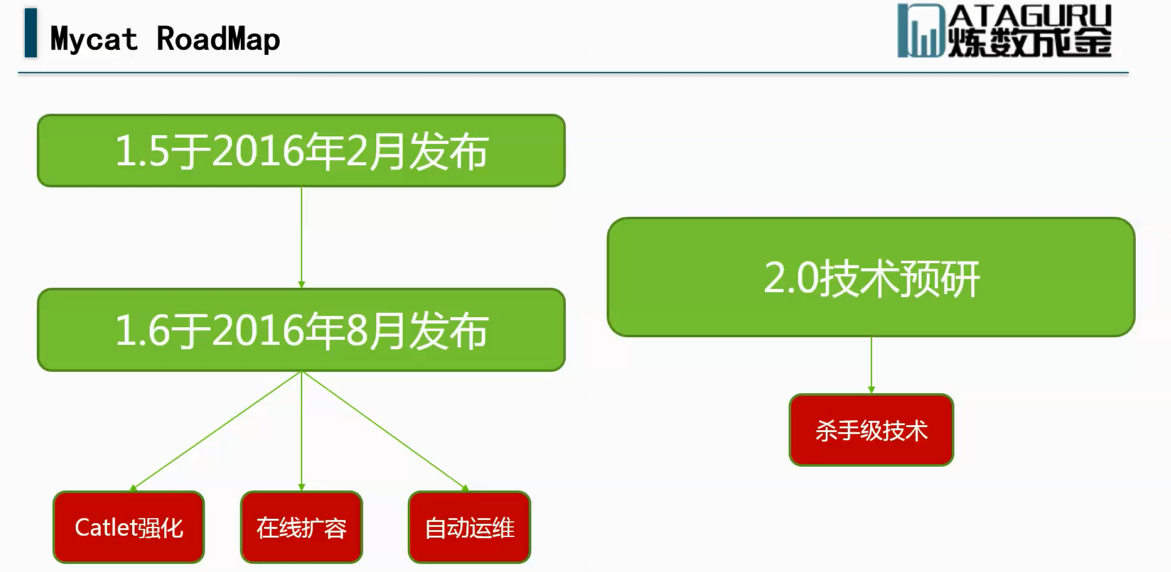 Mycat RoadMap
DATAGURU
炼数成金
1.5于2016年2月发布
1.6于2016年8月发布
Catlet强化
在线扩容
自动运维
2.0技术预研
杀手级技术